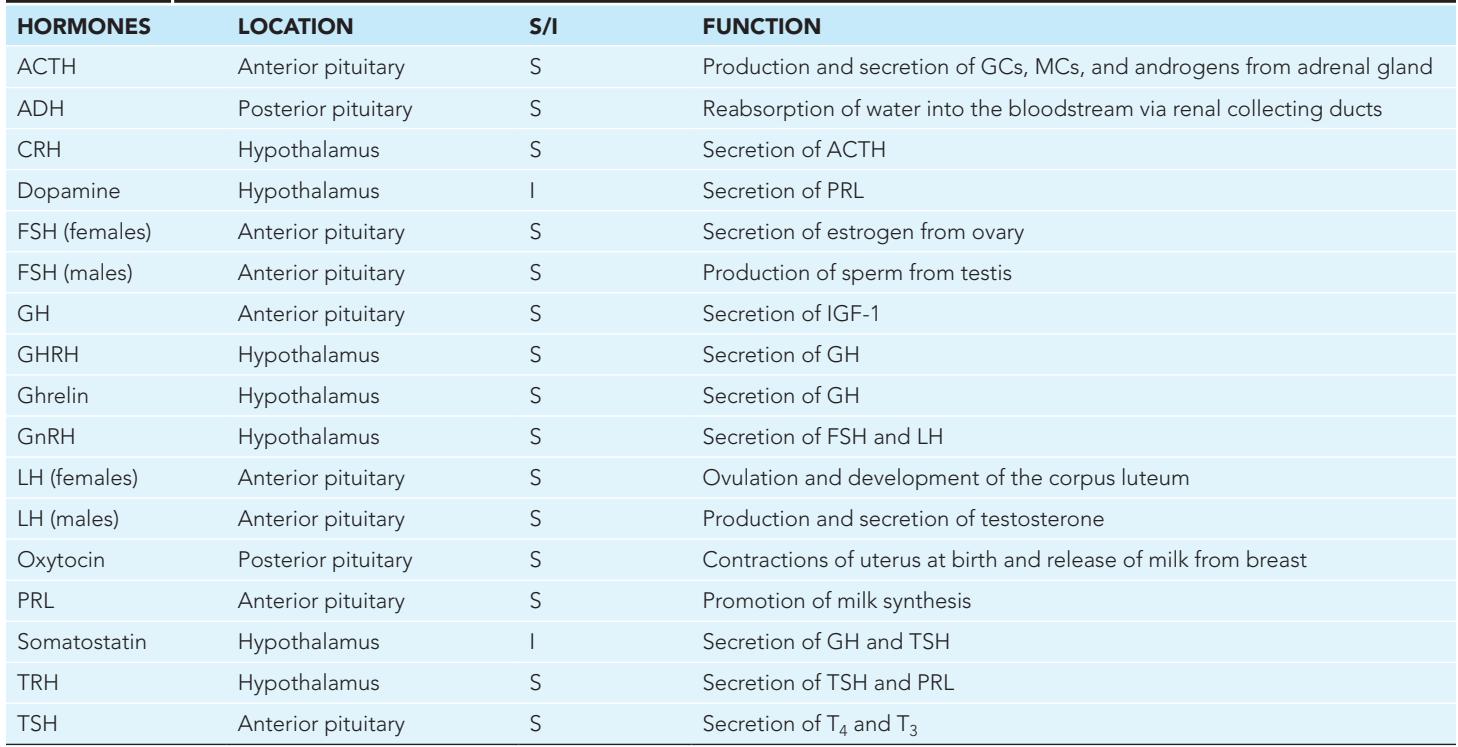 HORMONES LOCATION S/I FUNCTION
ACTH Anterior pituitary S Production and secretion of GCs, MCs, and androgens from adrenal gland
ADH Posterior pituitary S Reabsorption of water into the bloodstream via renal collecting ducts
CRH Hypothalamus S Secretion of ACTH
Dopamine Hypothalamus I Secretion of PRL
FSH (females) Anterior pituitary S Secretion of estrogen from ovary
FSH (males) Anterior pituitary S Production of sperm from testis
GH Anterior pituitary S Secretion of IGF-1
GHRH Hypothalamus S Secretion of GH
Ghrelin Hypothalamus S Secretion of GH
GnRH Hypothalamus S Secretion of FSH and LH
LH (females) Anterior pituitary S Ovulation and development of the corpus luteum
LH (males) Anterior pituitary S Production and secretion of testosterone
Oxytocin Posterior pituitary S Contractions of uterus at birth and release of milk from breast
PRL Anterior pituitary S Promotion of milk synthesis
Somatostatin Hypothalamus I Secretion of GH and TSH
TRH Hypothalamus S Secretion of TSH and PRL
TSH Anterior pituitary S Secretion of T₄ and T₃